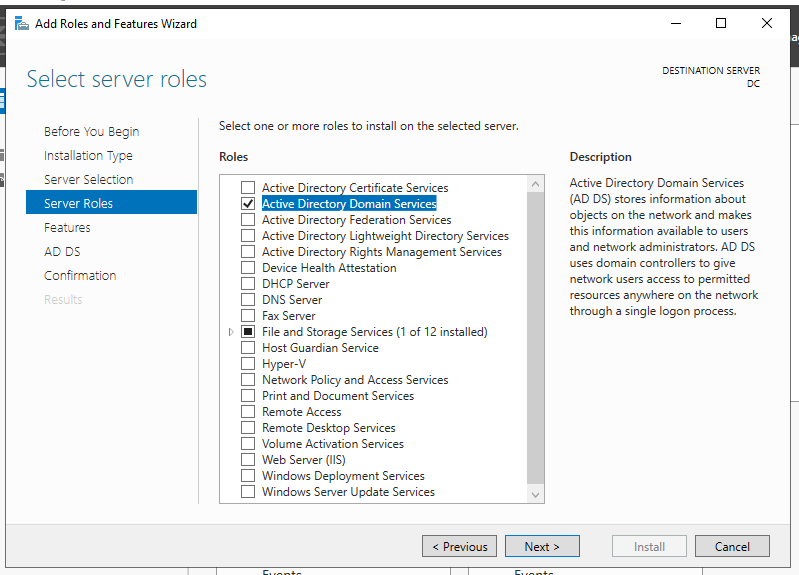 Add Roles and Features Wizard
Select server roles
DESTINATION SERVER
DC
Before You Begin
Installation Type
Server Selection
Server Roles
Features
AD DS
Confirmation
Results
Select one or more roles to install on the selected server.
Roles
Active Directory Certificate Services
Active Directory Domain Services
Active Directory Federation Services
Active Directory Lightweight Directory Services
Active Directory Rights Management Services
Device Health Attestation
DHCP Server
DNS Server
Fax Server
File and Storage Services (1 of 12 installed)
Host Guardian Service
Hyper-V
Network Policy and Access Services
Print and Document Services
Remote Access
Remote Desktop Services
Volume Activation Services
Web Server (IIS)
Windows Deployment Services
Windows Server Update Services
Description
Active Directory Domain Services
(AD DS) stores information about
objects on the network and makes
this information available to users
and network administrators. AD DS
uses domain controllers to give
network users access to permitted
resources anywhere on the network
through a single logon process.
< Previous
Next >
Install
Cancel
Events
Events